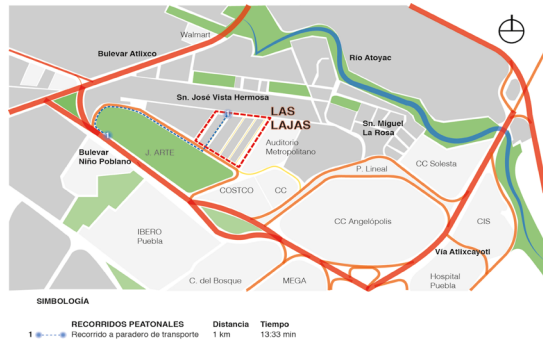 Walmart
Bulevar Atlixco
Río Atoyac
Sn. José Vista Hermosa
LAS
LAJAS
Sn. Miguel
La Rosa
Auditorio
Metropolitano
Bulevar
Niño Poblano
J. ARTE
P. Lineal
CC Solesta
COSTCO
CC
CC Angelópolis
CIS
IBERO
Puebla
Vía Atlixcayotl
C. del Bosque
MEGA
Hospital
Puebla
SIMBOLOGÍA
RECORRIDOS PEATONALES Distancia Tiempo
1 Recorrido a paradero de transporte 1 km 13:33 min